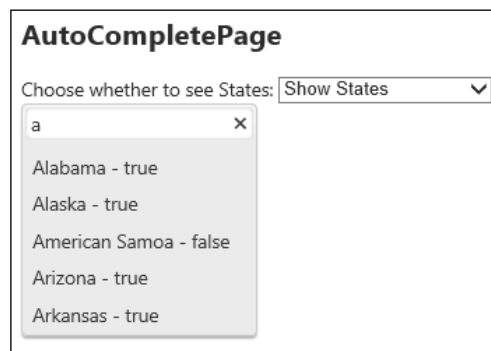 AutoCompletePage
Choose whether to see States: Show States
a
Alabama - true
Alaska - true
American Samoa - false
Arizona - true
Arkansas - true